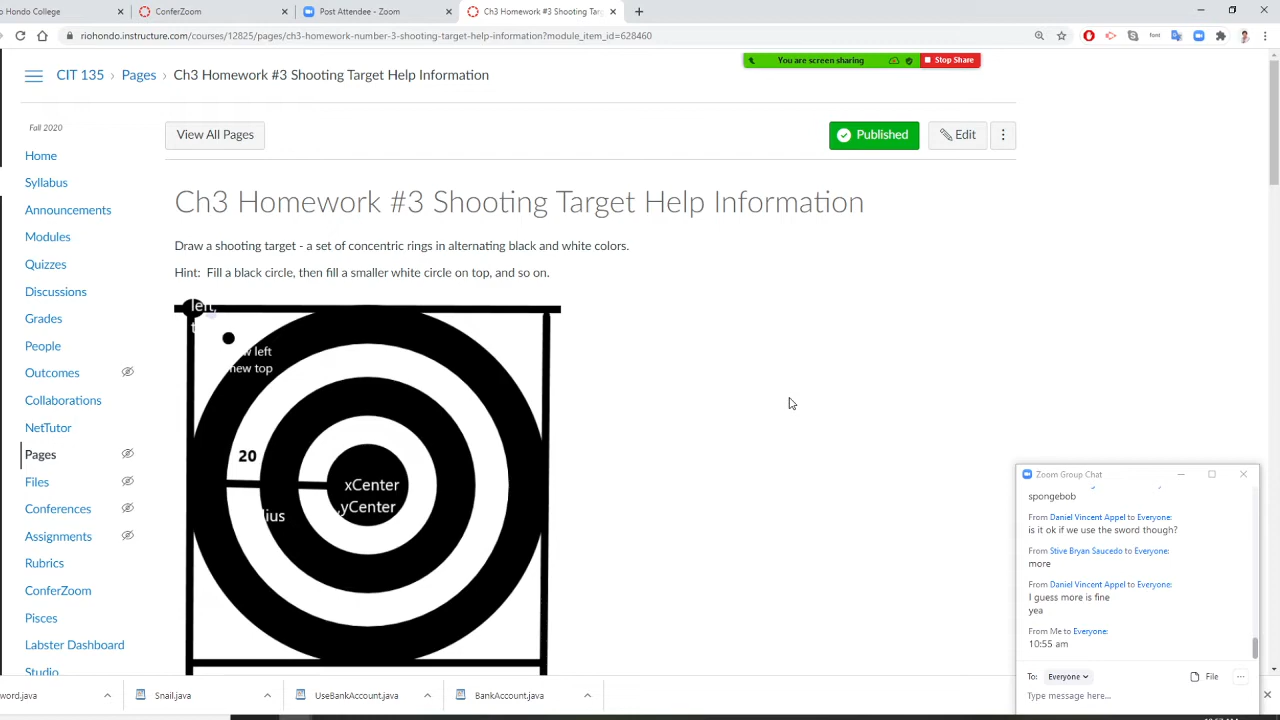 o Hondo College
ConferZoom
Post Attendee - Zoom
Ch3 Homework #3 Shooting Targ
riohondo.instructure.com/courses/12825/pages/ch3-homework-number-3-shooting-target-help-information?module_item_id=628460
You are screen sharing
Stop Share
CIT 135 › Pages › Ch3 Homework #3 Shooting Target Help Information
Fall 2020
View All Pages
Published
Edit
Home
Syllabus
Announcements
Modules
Quizzes
Discussions
Grades
People
Outcomes
Collaborations
NetTutor
Pages
Files
Conferences
Assignments
Rubrics
ConferZoom
Pisces
Labster Dashboard
Studio
Ch3 Homework #3 Shooting Target Help Information
Draw a shooting target - a set of concentric rings in alternating black and white colors.
Hint: Fill a black circle, then fill a smaller white circle on top, and so on.
left,
t
w left
new top
20
xCenter
,yCenter
lius
Zoom Group Chat
spongebob
From Daniel Vincent Appel to Everyone:
is it ok if we use the sword though?
From Stive Bryan Saucedo to Everyone:
more
From Daniel Vincent Appel to Everyone:
I guess more is fine
yea
From Me to Everyone:
10:55 am
To: Everyone
File
Type message here...
word.java
Snail.java
UseBankAccount.java
BankAccount.java